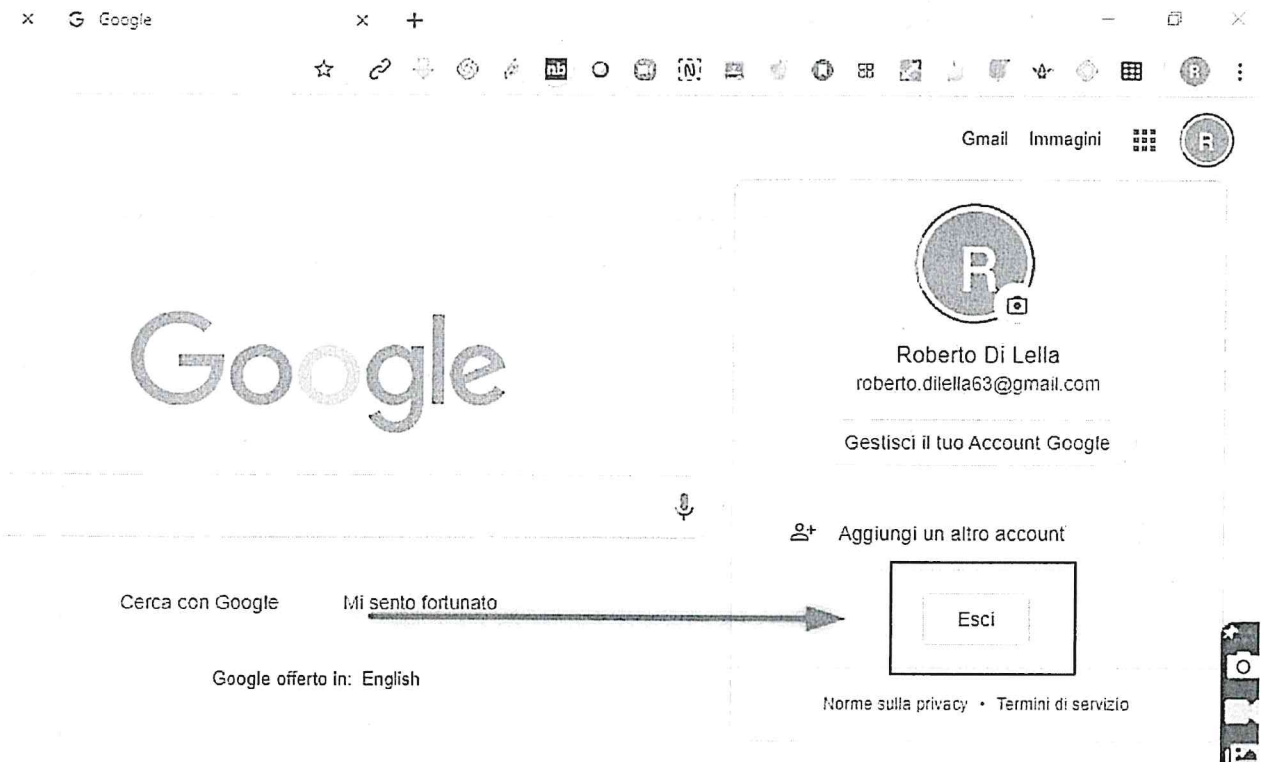 Google
nb
N
R
Gmail Immagini
R
R
Google
Roberto Di Lella
roberto.dilella63@gmail.com
Gestisci il tuo Account Google
Aggiungi un altro account
Cerca con Google Mi sento fortunato
Esci
Google offerto in: English
Norme sulla privacy • Termini di servizio